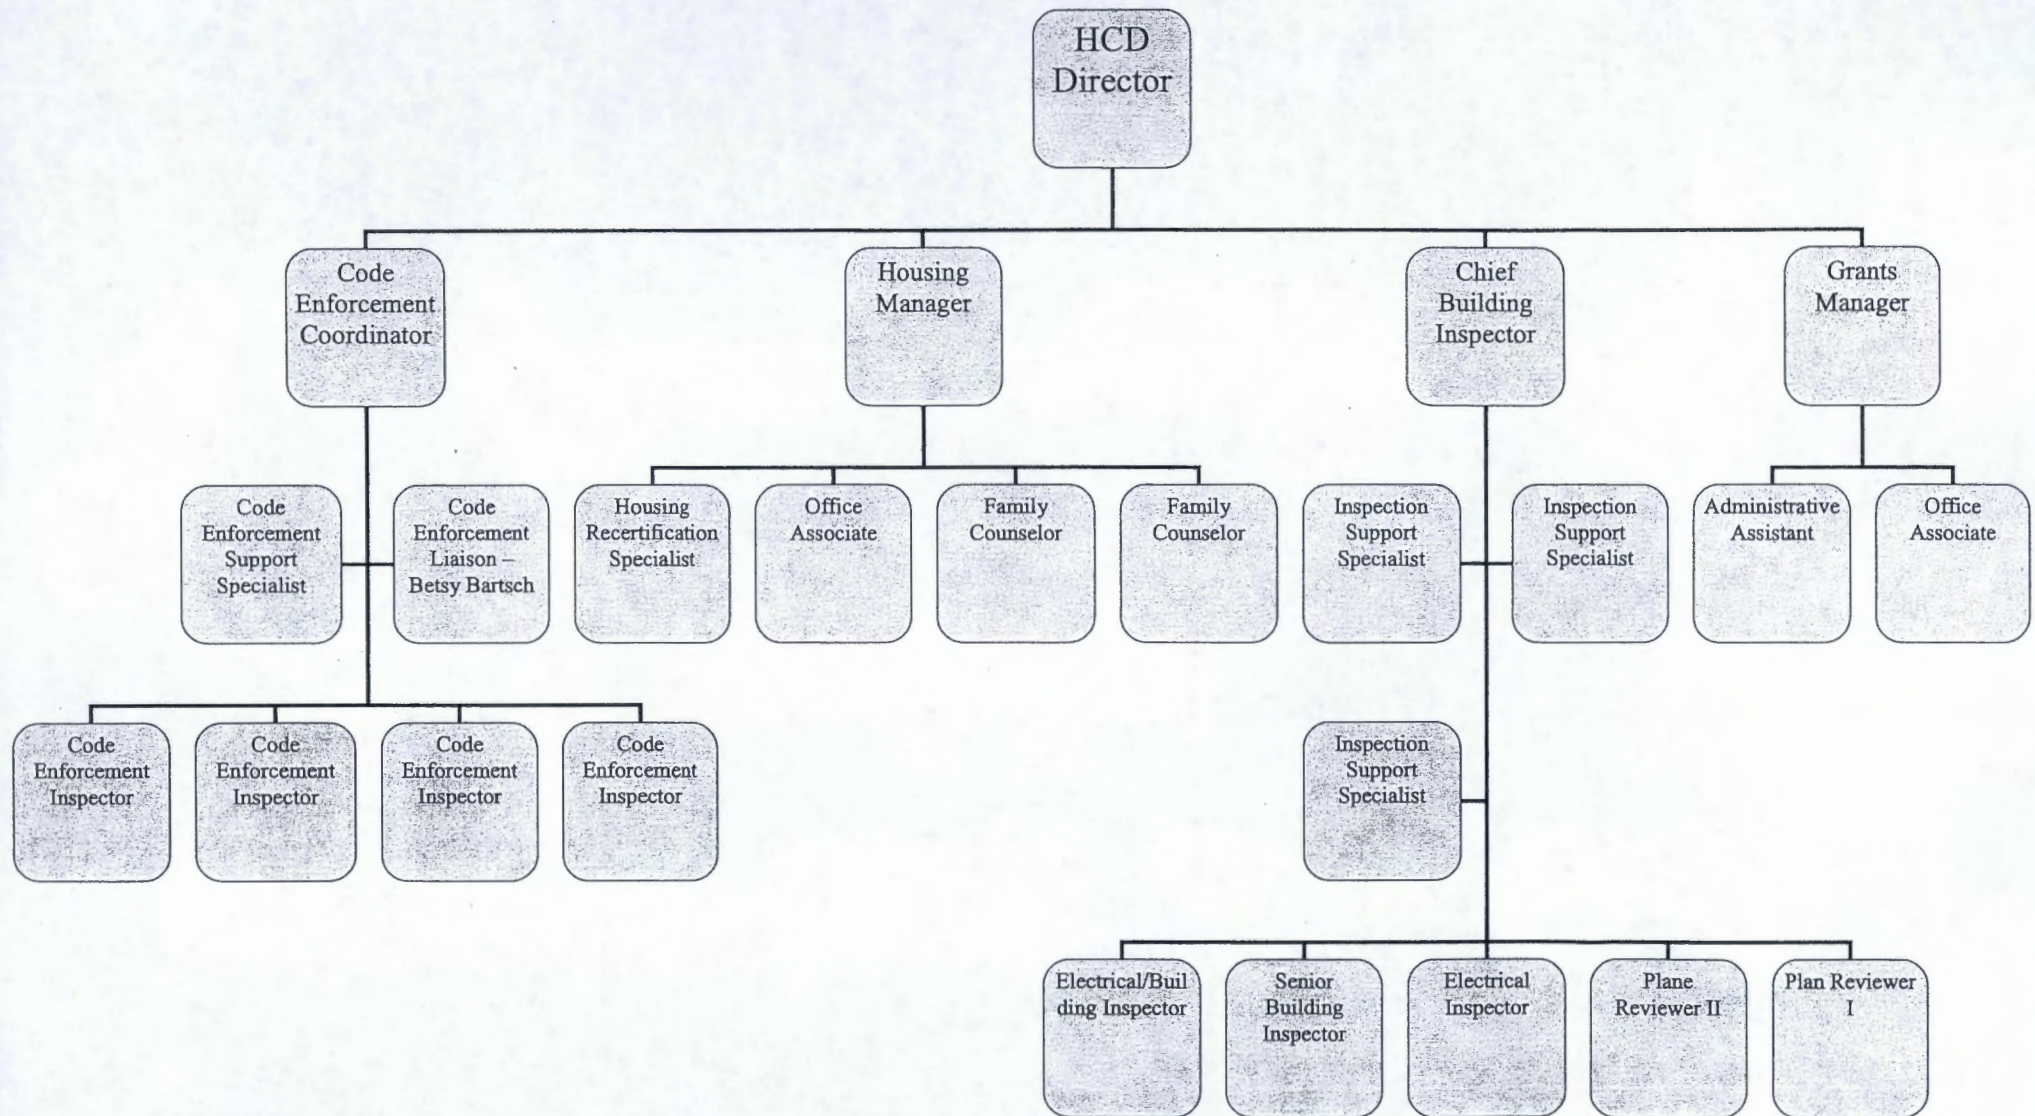 HCD
Director
Code
Enforcement
Coordinator
Housing
Manager
Chief
Building
Inspector
Grants
Manager
Code
Enforcement
Support
Specialist
Code
Enforcement
Liaison –
Betsy Bartsch
Housing
Recertification
Specialist
Office
Associate
Family
Counselor
Family
Counselor
Inspection
Support
Specialist
Inspection
Support
Specialist
Administrative
Assistant
Office
Associate
Code
Enforcement
Inspector
Code
Enforcement
Inspector
Code
Enforcement
Inspector
Code
Enforcement
Inspector
Inspection
Support
Specialist
Electrical/Buil
ding Inspector
Senior
Building
Inspector
Electrical
Inspector
Plane
Reviewer II
Plan Reviewer
I